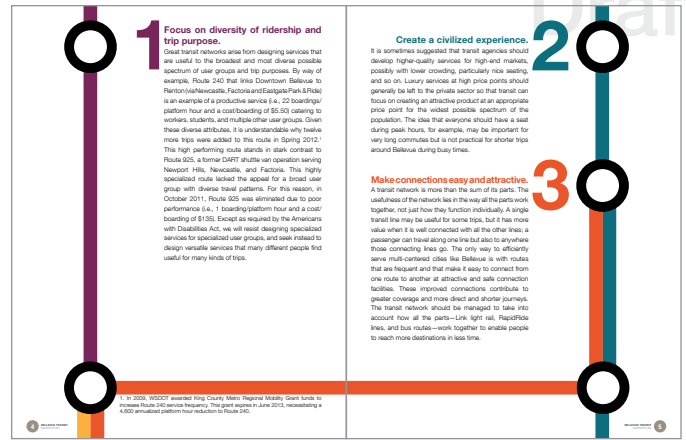 Draf
1
Focus on diversity of ridership and
trip purpose.
Great transit networks arise from designing services that
are useful to the broadest and most diverse possible
spectrum of user groups and trip purposes. By way of
example, Route 240 that links Downtown Bellevue to
Renton (via Newcastle, Factoria and Eastgate Park & Ride)
is an example of a productive service (i.e., 22 boardings/
platform hour and a cost/boarding of $5.50) catering to
workers, students, and multiple other user groups. Given
these diverse attributes, it is understandable why twelve
more trips were added to this route in Spring 2012.¹
This high performing route stands in stark contrast to
Route 925, a former DART shuttle van operation serving
Newport Hills, Newcastle, and Factoria. This highly
specialized route lacked the appeal for a broad user
group with diverse travel patterns. For this reason, in
October 2011, Route 925 was eliminated due to poor
performance (i.e., 1 boarding/platform hour and a cost/
boarding of $135). Except as required by the Americans
with Disabilities Act, we will resist designing specialized
services for specialized user groups, and seek instead to
design versatile services that many different people find
useful for many kinds of trips.
1. In 2009, WSDOT awarded King County Metro Regional Mobility Grant funds to
increase Route 240 service frequency. This grant expires in June 2013, necessitating a
4,600 annualized platform hour reduction to Route 240.
4
BELLEVUE TRANSIT
2
Create a civilized experience.
It is sometimes suggested that transit agencies should
develop higher-quality services for high-end markets,
possibly with lower crowding, particularly nice seating,
and so on. Luxury services at high price points should
generally be left to the private sector so that transit can
focus on creating an attractive product at an appropriate
price point for the widest possible spectrum of the
population. The idea that everyone should have a seat
during peak hours, for example, may be important for
very long commutes but is not practical for shorter trips
around Bellevue during busy times.
3
Make connections easy and attractive.
A transit network is more than the sum of its parts. The
usefulness of the network lies in the way all the parts work
together, not just how they function individually. A single
transit line may be useful for some trips, but it has more
value when it is well connected with all the other lines; a
passenger can travel along one line but also to anywhere
those connecting lines go. The only way to efficiently
serve multi-centered cities like Bellevue is with routes
that are frequent and that make it easy to connect from
one route to another at attractive and safe connection
facilities. These improved connections contribute to
greater coverage and more direct and shorter journeys.
The transit network should be managed to take into
account how all the parts—Link light rail, RapidRide
lines, and bus routes—work together to enable people
to reach more destinations in less time.
BELLEVUE TRANSIT
5